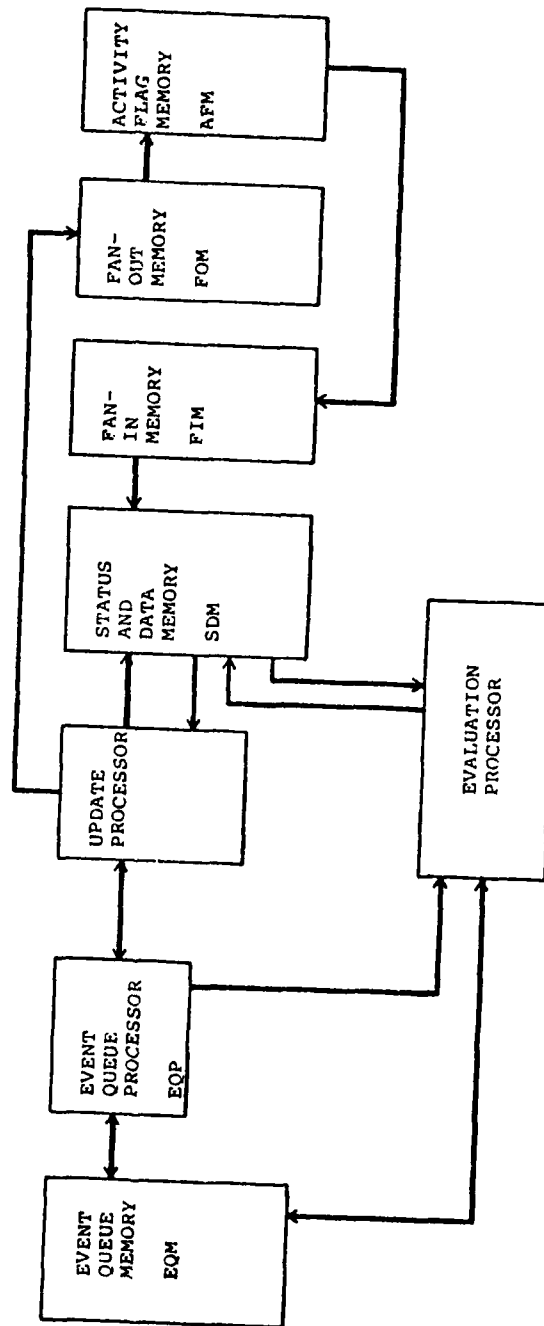 EVENT
QUEUE
MEMORY
EQM
EVENT
QUEUE
PROCESSOR
EQP
UPDATE
PROCESSOR
STATUS
AND
DATA
MEMORY
SDM
FAN-
IN
MEMORY
FIM
FAN-
OUT
MEMORY
FOM
ACTIVITY
FLAG
MEMORY
AFM
EVALUATION
PROCESSOR